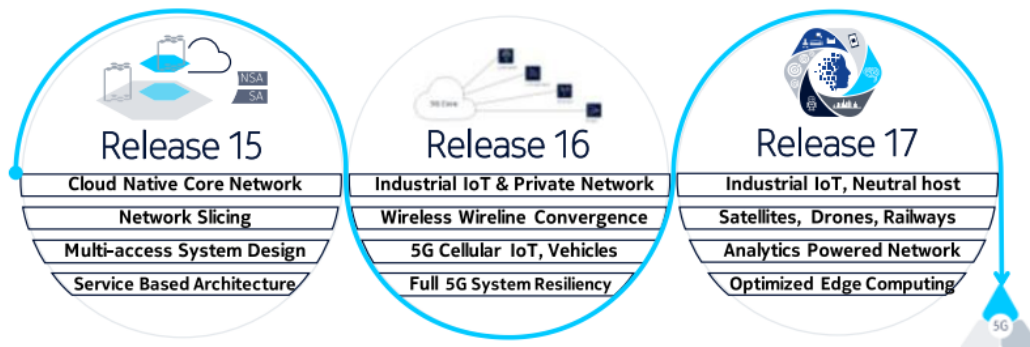 NSA
SA
Release 15
Cloud Native Core Network
Network Slicing
Multi-access System Design
Service Based Architecture
5G Core
Release 16
Industrial IoT & Private Network
Wireless Wireline Convergence
5G Cellular IoT, Vehicles
Full 5G System Resiliency
Release 17
Industrial IoT, Neutral host
Satellites, Drones, Railways
Analytics Powered Network
Optimized Edge Computing
5G